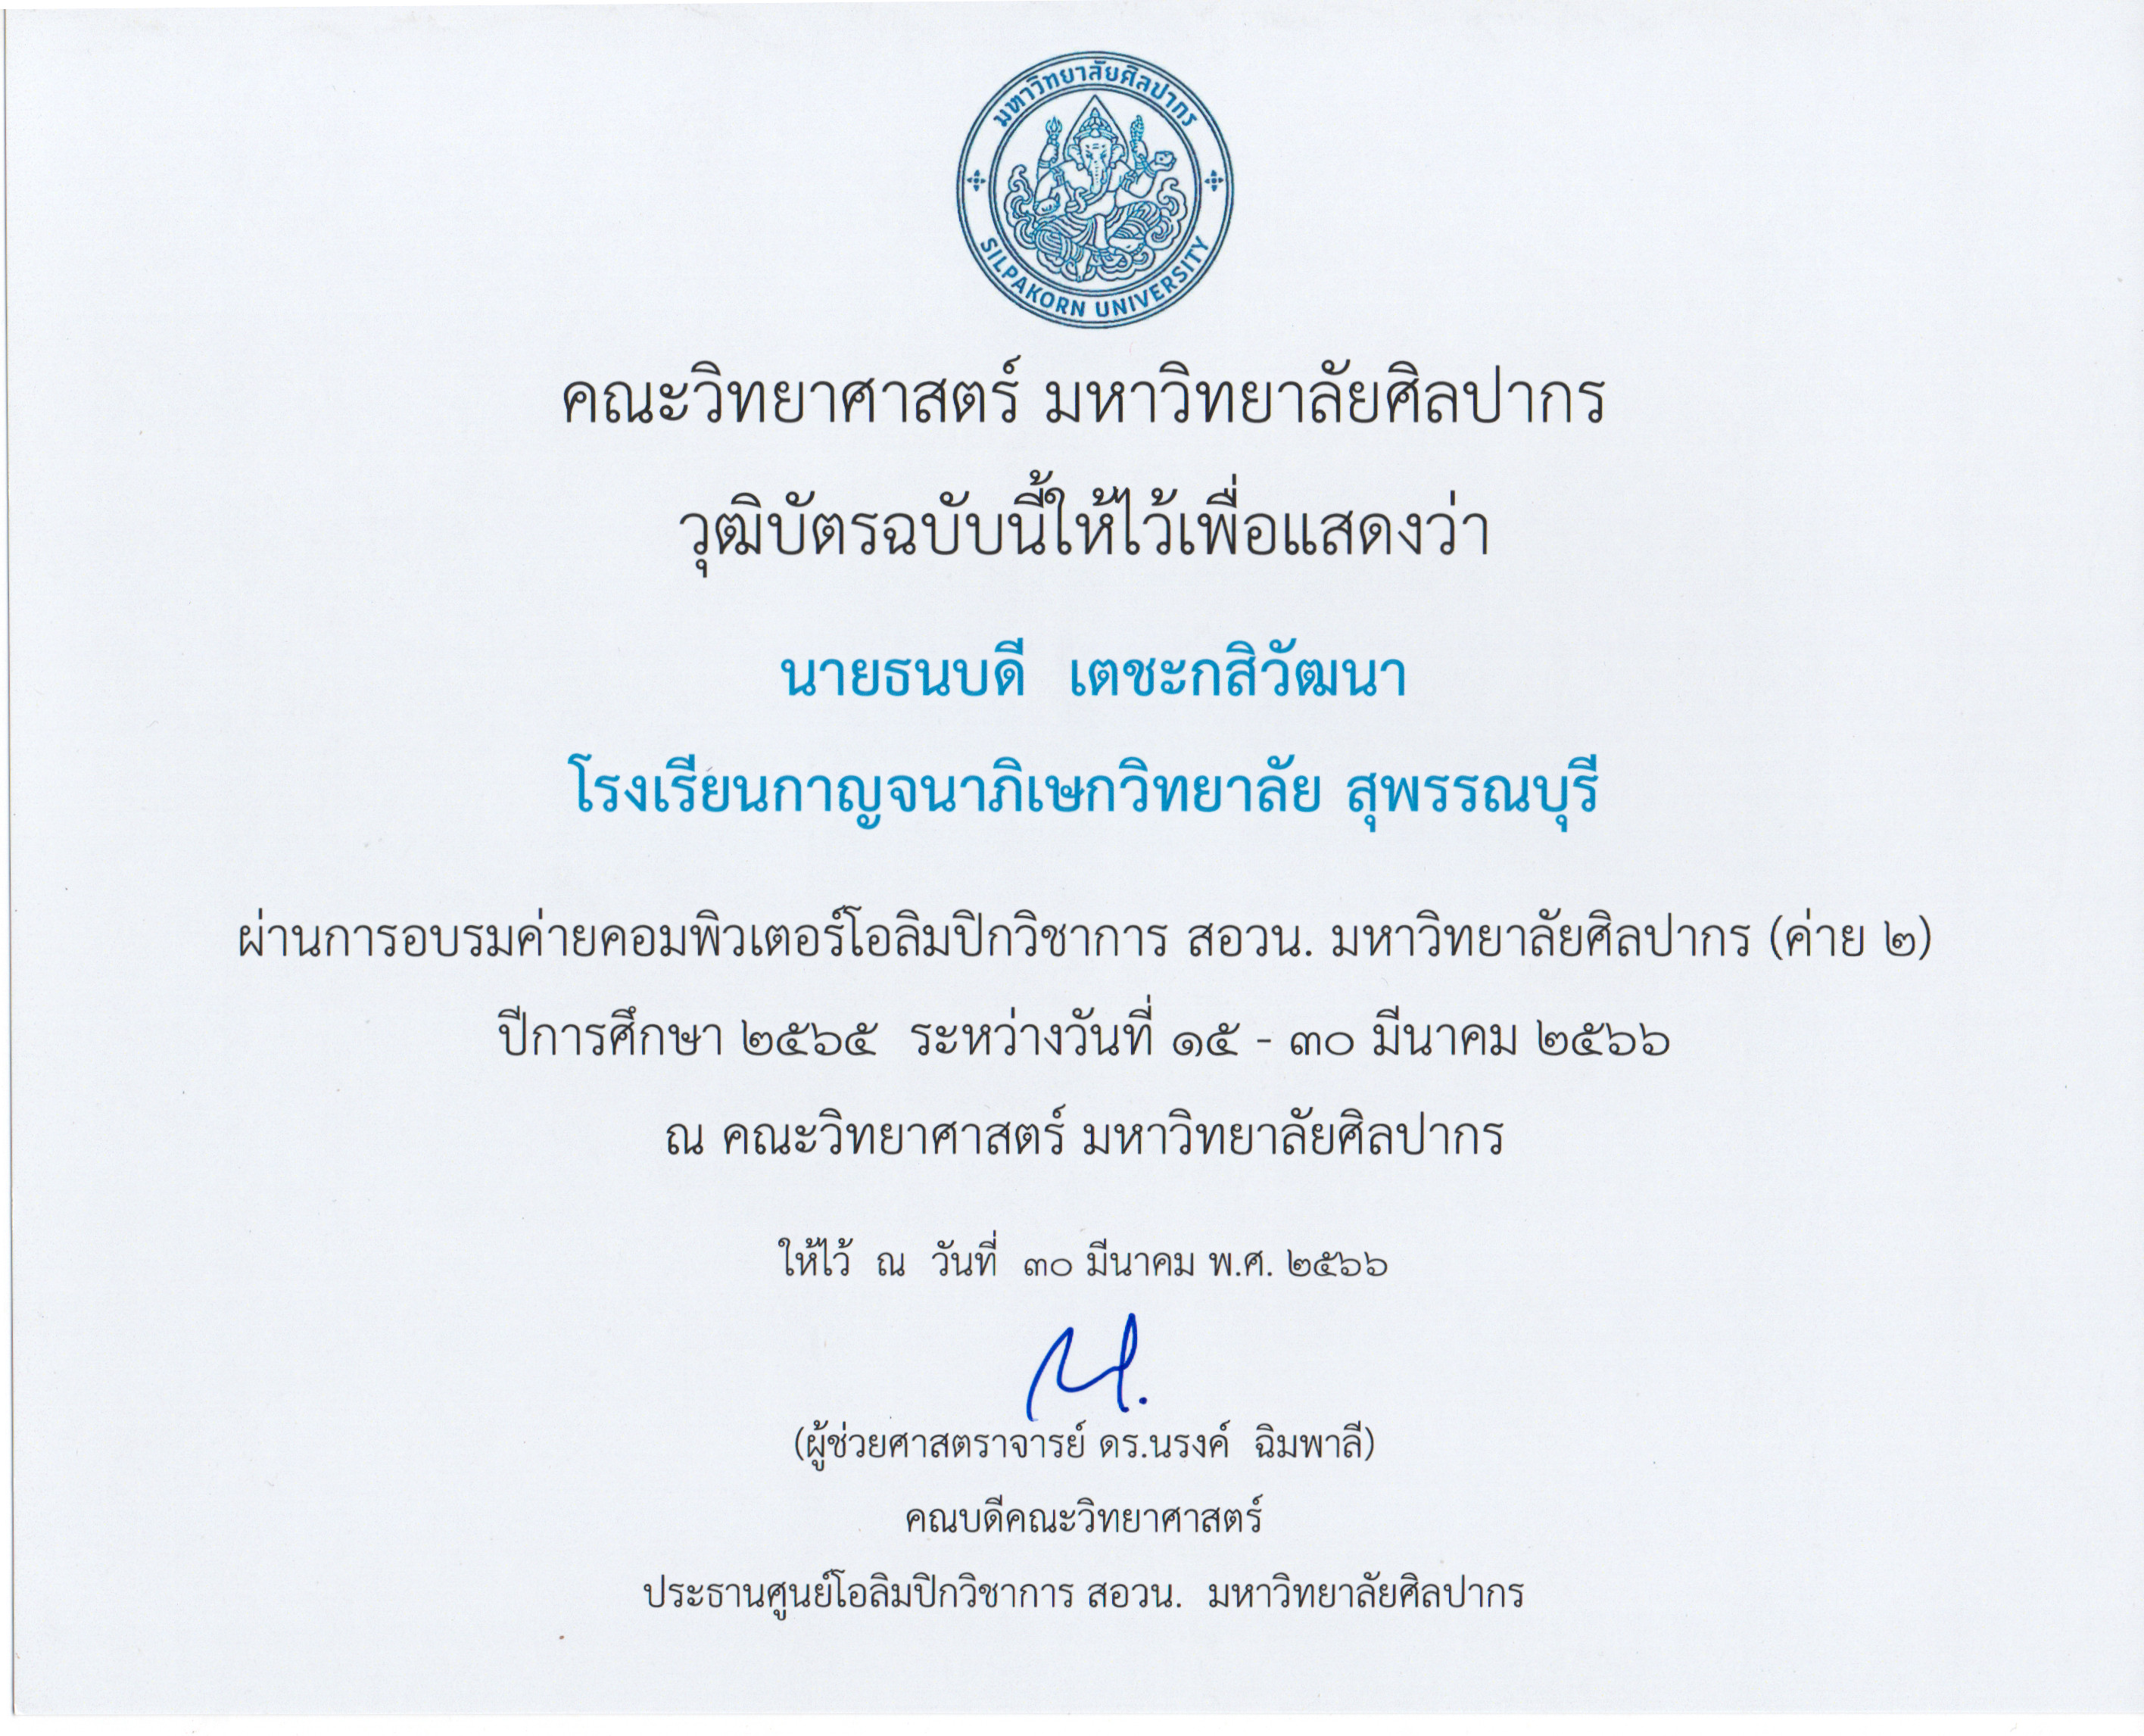 มหาวิทยาลัยศิลปากร
SILPAKORN UNIVERSITY
คณะวิทยาศาสตร์ มหาวิทยาลัยศิลปากร
วุฒิบัตรฉบับนี้ให้ไว้เพื่อแสดงว่า
นายธนบดี เตชะกสิวัฒนา
โรงเรียนกาญจนาภิเษกวิทยาลัย สุพรรณบุรี
ผ่านการอบรมค่ายคอมพิวเตอร์โอลิมปิกวิชาการ สอวน. มหาวิทยาลัยศิลปากร (ค่าย ๒)
ปีการศึกษา ๒๕๖๕ ระหว่างวันที่ ๑๕ - ๓๐ มีนาคม ๒๕๖๖
ณ คณะวิทยาศาสตร์ มหาวิทยาลัยศิลปากร
ให้ไว้ ณ วันที่ ๓๐ มีนาคม พ.ศ. ๒๕๖๖
(ผู้ช่วยศาสตราจารย์ ดร.นรงค์ ฉิมพาลี)
คณบดีคณะวิทยาศาสตร์
ประธานศูนย์โอลิมปิกวิชาการ สอวน. มหาวิทยาลัยศิลปากร